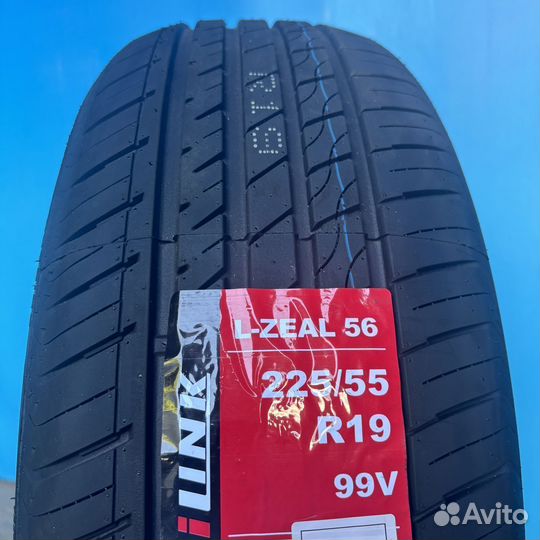 L-ZEAL 56
225/55
R19
99V
iLINK
Avito